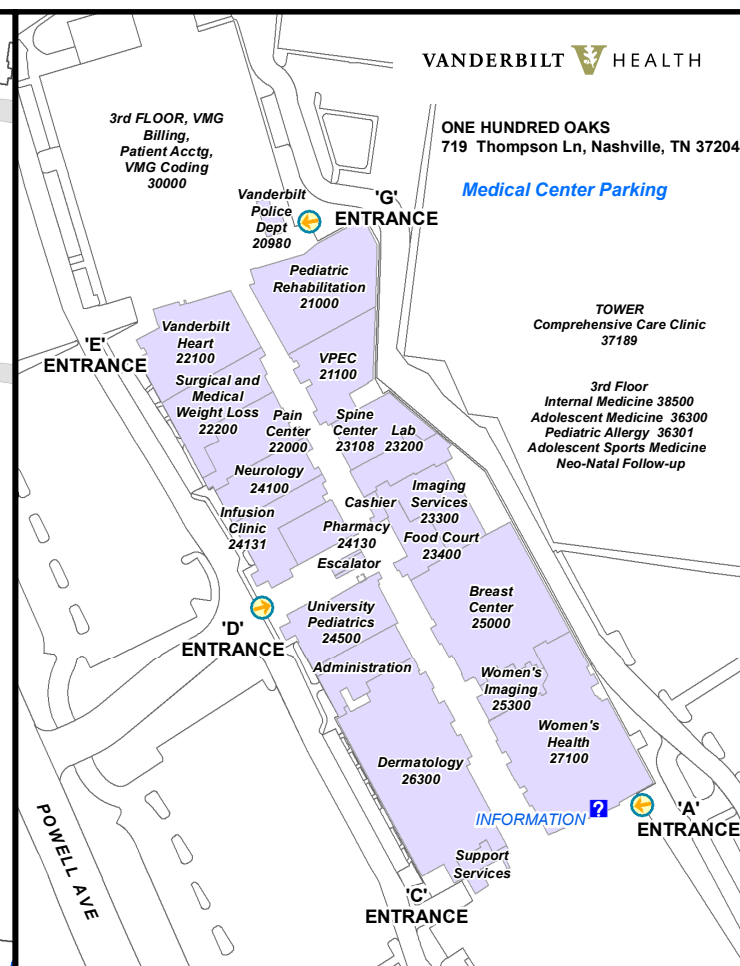 VANDERBILT V HEALTH
ONE HUNDRED OAKS
719 Thompson Ln, Nashville, TN 37204
Medical Center Parking
3rd FLOOR, VMG
Billing,
Patient Acctg,
VMG Coding
30000
Vanderbilt
Police
Dept
20980
'G'
ENTRANCE
Pediatric
Rehabilitation
21000
TOWER
Comprehensive Care Clinic
37189
'E'
ENTRANCE
Vanderbilt
Heart
22100
VPEC
21100
Surgical and
Medical
Weight Loss
22200
3rd Floor
Internal Medicine 38500
Adolescent Medicine 36300
Pediatric Allergy 36301
Adolescent Sports Medicine
Neo-Natal Follow-up
Pain
Center
22000
Spine
Center
23108
Lab
23200
Neurology
24100
Imaging
Services
23300
Cashier
Infusion
Clinic
24131
Pharmacy
24130
Food Court
23400
Escalator
Breast
Center
25000
University
Pediatrics
24500
'D'
ENTRANCE
Administration
Women's
Imaging
25300
Women's
Health
27100
Dermatology
26300
INFORMATION ?
'A'
ENTRANCE
POWELL AVE
Support
Services
'C'
ENTRANCE